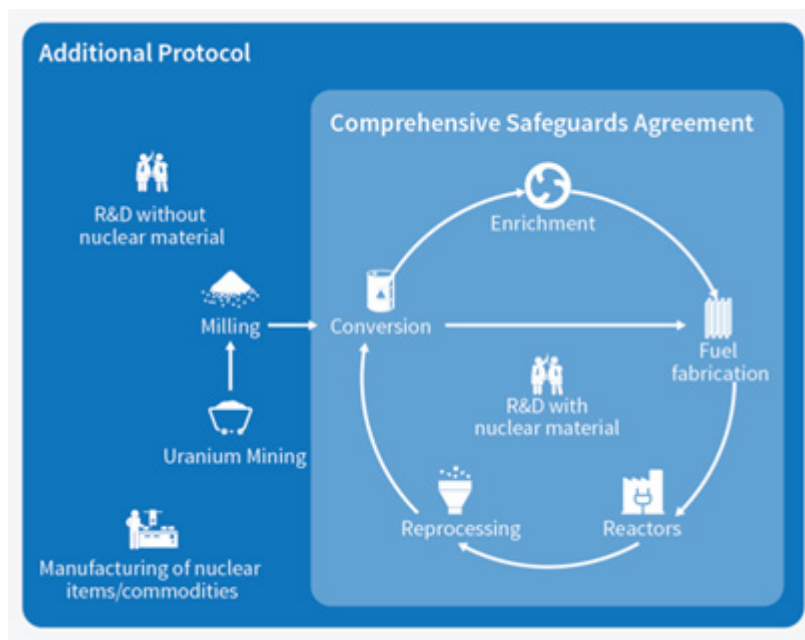 Additional Protocol
Comprehensive Safeguards Agreement
R&D without
nuclear material
Enrichment
Milling
Conversion
Fuel
fabrication
R&D with
nuclear material
Uranium Mining
Reprocessing
Reactors
Manufacturing of nuclear
items/commodities